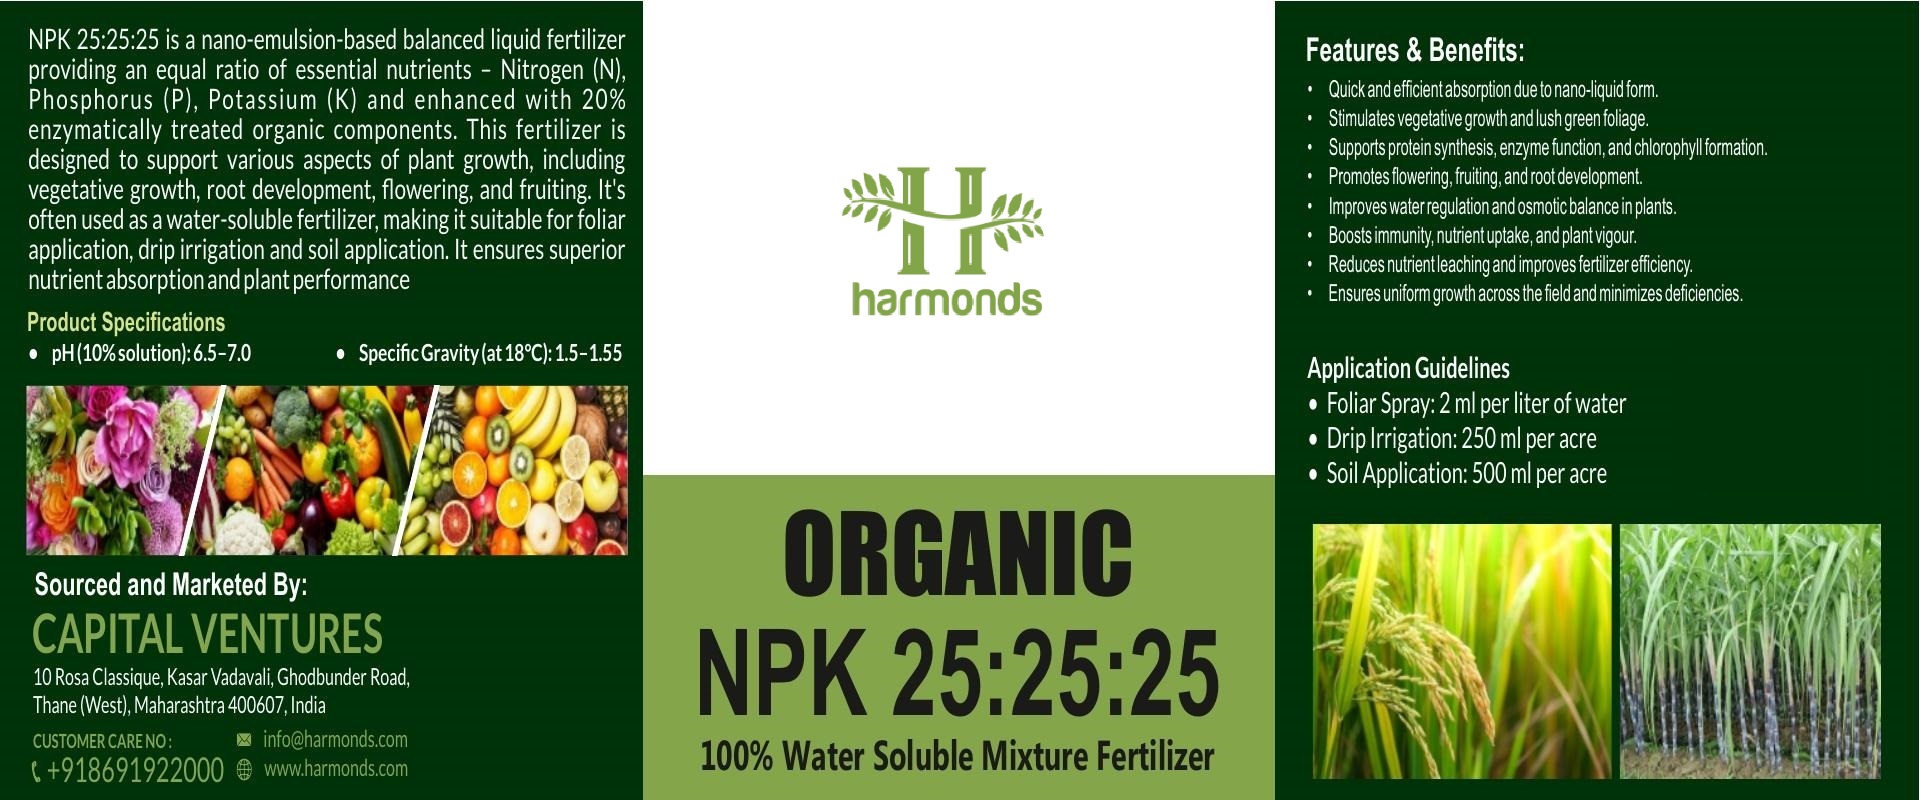 NPK 25:25:25 is a nano-emulsion-based balanced liquid fertilizer
providing an equal ratio of essential nutrients – Nitrogen (N),
Phosphorus (P), Potassium (K) and enhanced with 20%
enzymatically treated organic components. This fertilizer is
designed to support various aspects of plant growth, including
vegetative growth, root development, flowering, and fruiting. It's
often used as a water-soluble fertilizer, making it suitable for foliar
application, drip irrigation and soil application. It ensures superior
nutrient absorption and plant performance
Product Specifications
• pH (10% solution): 6.5–7.0
• Specific Gravity (at 18°C): 1.5–1.55
Sourced and Marketed By:
CAPITAL VENTURES
10 Rosa Classique, Kasar Vadavali, Ghodbunder Road,
Thane (West), Maharashtra 400607, India
CUSTOMER CARE NO :
+918691922000
info@harmonds.com
www.harmonds.com
H
harmonds
ORGANIC
NPK 25:25:25
100% Water Soluble Mixture Fertilizer
Features & Benefits:
• Quick and efficient absorption due to nano-liquid form.
• Stimulates vegetative growth and lush green foliage.
• Supports protein synthesis, enzyme function, and chlorophyll formation.
• Promotes flowering, fruiting, and root development.
• Improves water regulation and osmotic balance in plants.
• Boosts immunity, nutrient uptake, and plant vigour.
• Reduces nutrient leaching and improves fertilizer efficiency.
• Ensures uniform growth across the field and minimizes deficiencies.
Application Guidelines
• Foliar Spray: 2 ml per liter of water
• Drip Irrigation: 250 ml per acre
• Soil Application: 500 ml per acre